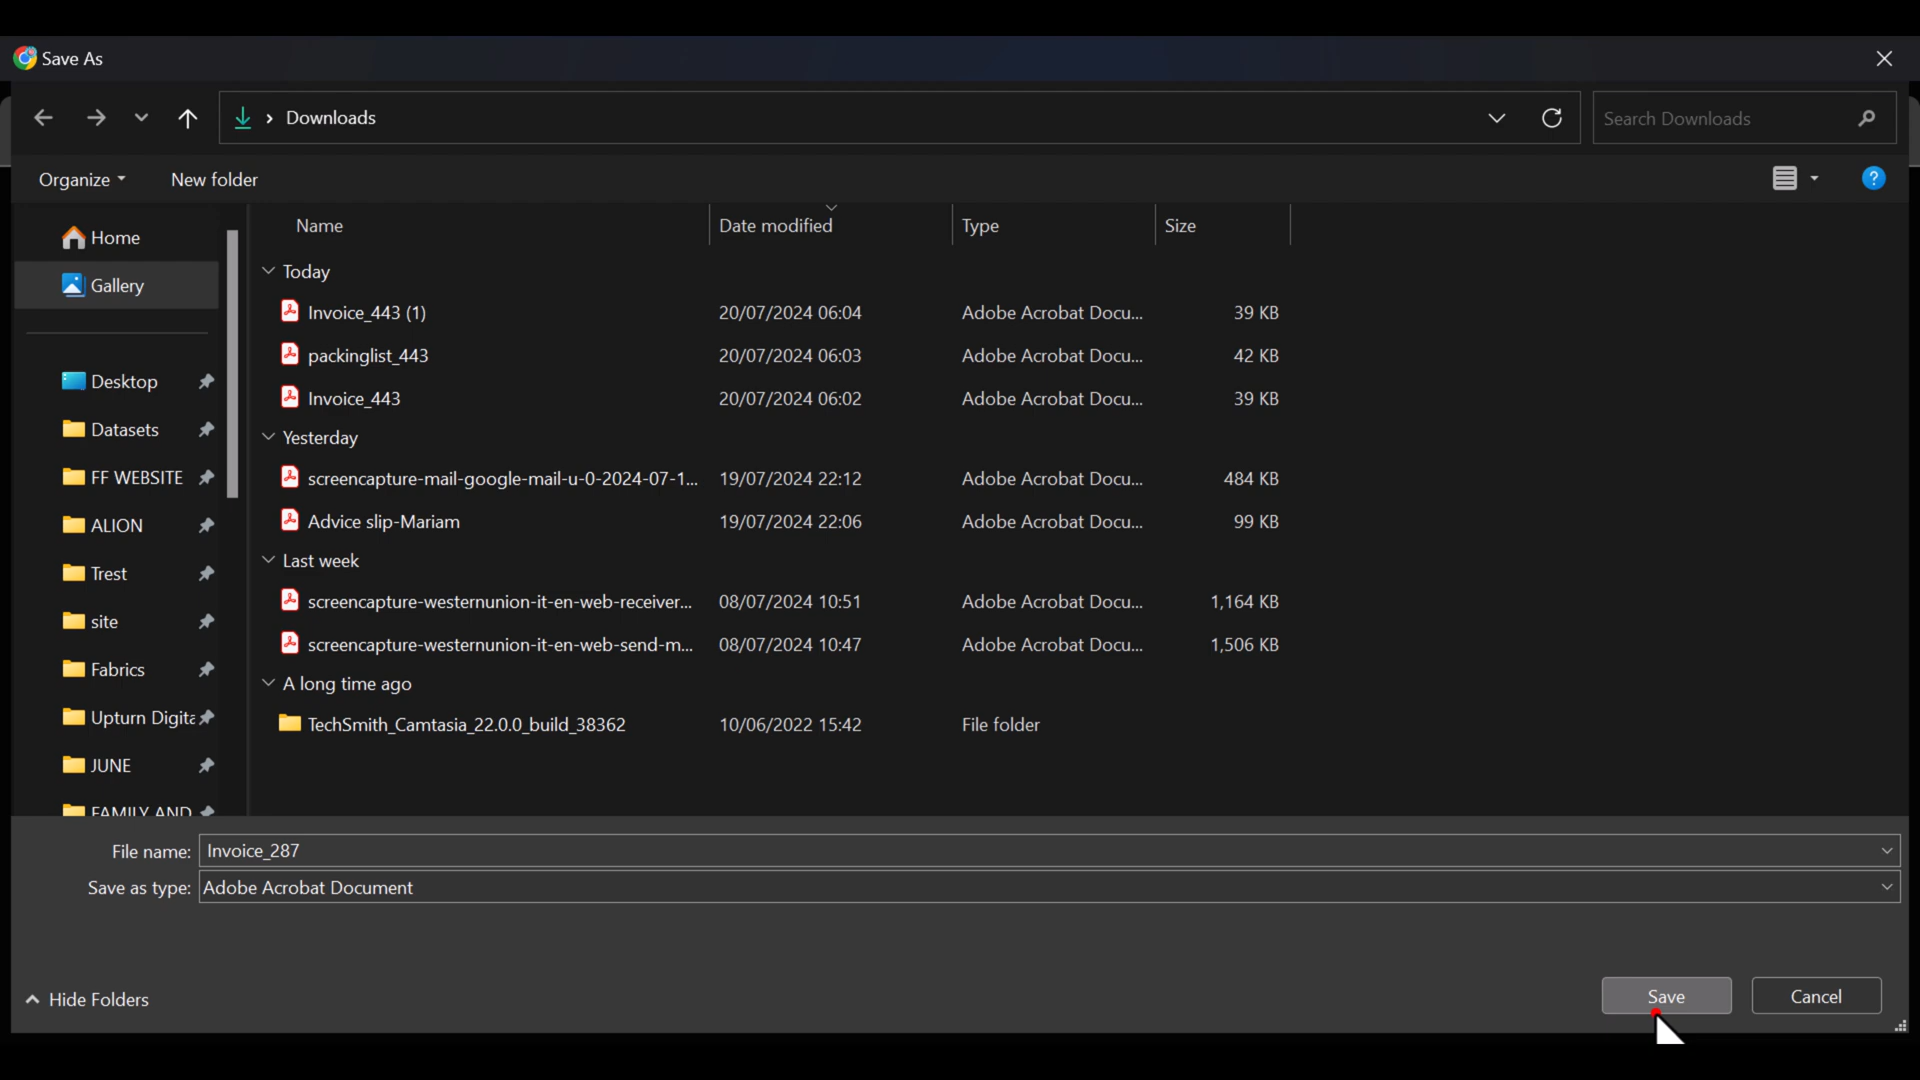 Save As
Downloads
Search Downloads
Organize
New folder
?
Home
Gallery
Desktop
Datasets
FF WEBSITE
ALION
Trest
site
Fabrics
Upturn Digita
JUNE
FAMILY AND
Name Date modified Type Size
Today
Invoice_443 (1) 20/07/2024 06:04 Adobe Acrobat Docu... 39 KB
packinglist_443 20/07/2024 06:03 Adobe Acrobat Docu... 42 KB
Invoice_443 20/07/2024 06:02 Adobe Acrobat Docu... 39 KB
Yesterday
screencapture-mail-google-mail-u-0-2024-07-1... 19/07/2024 22:12 Adobe Acrobat Docu... 484 KB
Advice slip-Mariam 19/07/2024 22:06 Adobe Acrobat Docu... 99 KB
Last week
screencapture-westernunion-it-en-web-receiver... 08/07/2024 10:51 Adobe Acrobat Docu... 1,164 KB
screencapture-westernunion-it-en-web-send-m... 08/07/2024 10:47 Adobe Acrobat Docu... 1,506 KB
A long time ago
TechSmith_Camtasia_22.0.0_build_38362 10/06/2022 15:42 File folder
File name: Invoice_287
Save as type: Adobe Acrobat Document
Hide Folders
Save
Cancel